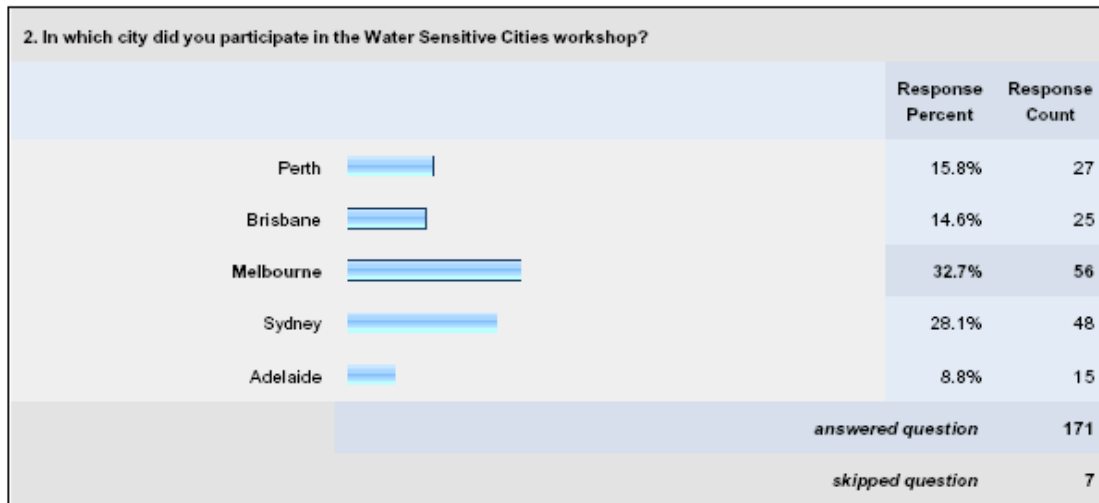 2. In which city did you participate in the Water Sensitive Cities workshop?
Response Percent Response Count
Perth 15.8% 27
Brisbane 14.6% 25
Melbourne 32.7% 56
Sydney 28.1% 48
Adelaide 8.8% 15
answered question 171
skipped question 7